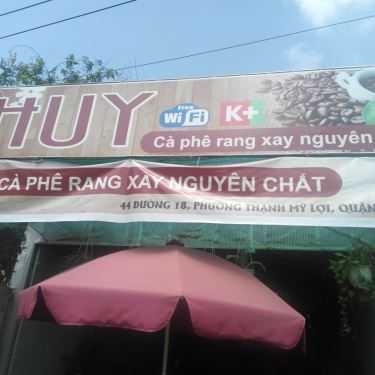 HUY
free
WiFi
K+
Cà phê rang xay nguyên
CÀ PHÊ RANG XAY NGUYÊN CHẤT
44 ĐƯỜNG 18, PHƯỜNG THẠNH MỸ LỢI, QUẬN